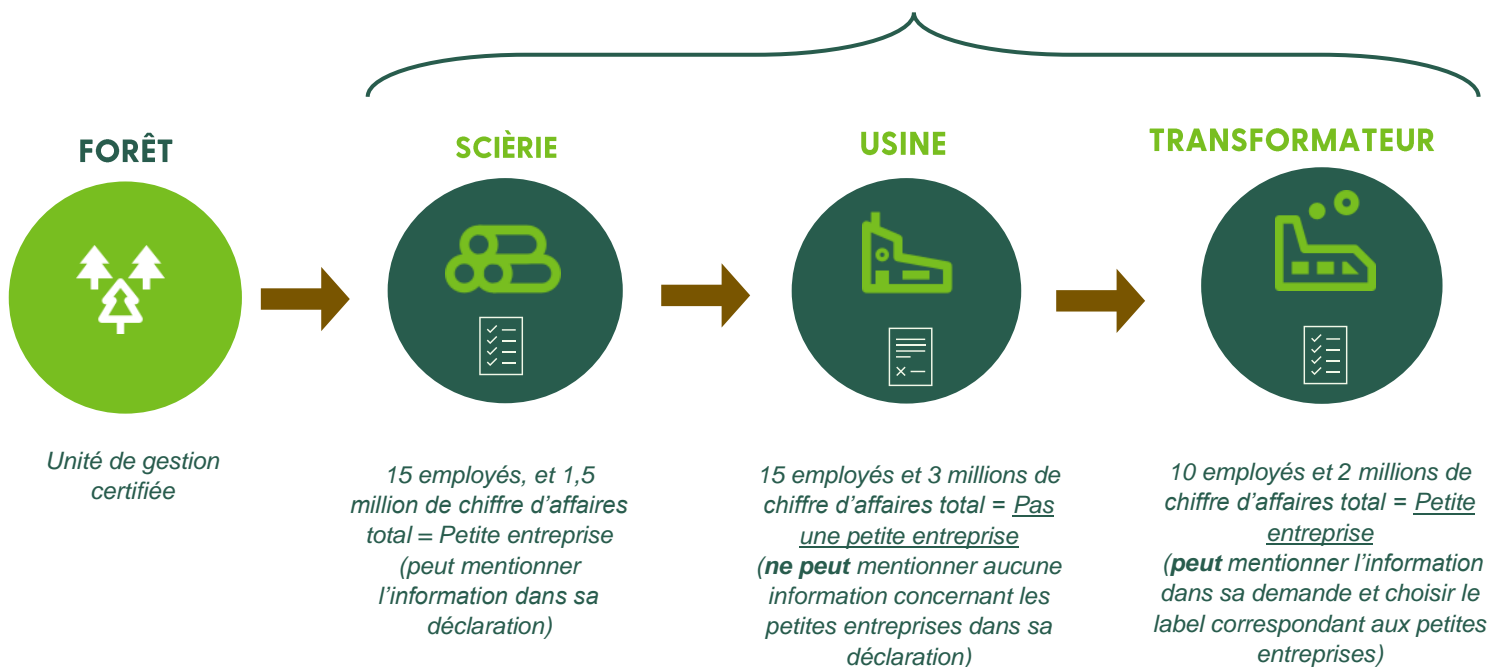 FORÊT
Unité de gestion
certifiée
SCIÈRIE
15 employés, et 1,5
million de chiffre d’affaires
total = Petite entreprise
(peut mentionner
l’information dans sa
déclaration)
USINE
15 employés et 3 millions de
chiffre d’affaires total = Pas
une petite entreprise
(ne peut mentionner aucune
information concernant les
petites entreprises dans sa
déclaration)
TRANSFORMATEUR
10 employés et 2 millions de
chiffre d’affaires total = Petite
entreprise
(peut mentionner l’information
dans sa demande et choisir le
label correspondant aux petites
entreprises)